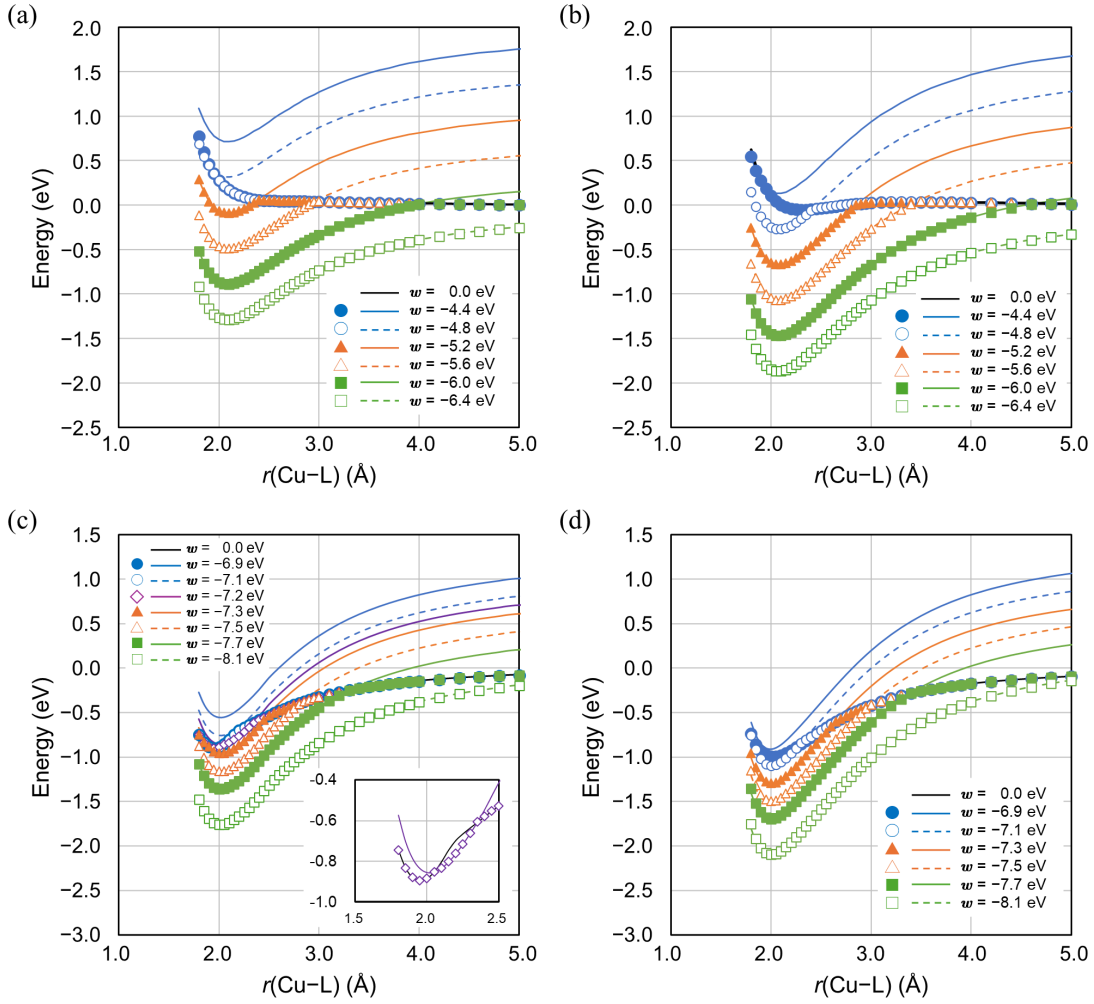 (a)
2.0
1.5
1.0
0.5
0.0
−0.5
−1.0
−1.5
−2.0
−2.5
Energy (eV)
w = 0.0 eV
w = −4.4 eV
w = −4.8 eV
w = −5.2 eV
w = −5.6 eV
w = −6.0 eV
w = −6.4 eV
1.0 2.0 3.0 4.0 5.0
r(Cu−L) (Å)
(b)
2.0
1.5
1.0
0.5
0.0
−0.5
−1.0
−1.5
−2.0
−2.5
Energy (eV)
w = 0.0 eV
w = −4.4 eV
w = −4.8 eV
w = −5.2 eV
w = −5.6 eV
w = −6.0 eV
w = −6.4 eV
1.0 2.0 3.0 4.0 5.0
r(Cu−L) (Å)
(c)
1.5
1.0
0.5
0.0
−0.5
−1.0
−1.5
−2.0
−2.5
−3.0
Energy (eV)
w = 0.0 eV
w = −6.9 eV
w = −7.1 eV
w = −7.2 eV
w = −7.3 eV
w = −7.5 eV
w = −7.7 eV
w = −8.1 eV
-0.4
-0.6
-0.8
-1.0
1.5 2.0 2.5
1.0 2.0 3.0 4.0 5.0
r(Cu−L) (Å)
(d)
1.5
1.0
0.5
0.0
−0.5
−1.0
−1.5
−2.0
−2.5
−3.0
Energy (eV)
w = 0.0 eV
w = −6.9 eV
w = −7.1 eV
w = −7.3 eV
w = −7.5 eV
w = −7.7 eV
w = −8.1 eV
1.0 2.0 3.0 4.0 5.0
r(Cu−L) (Å)